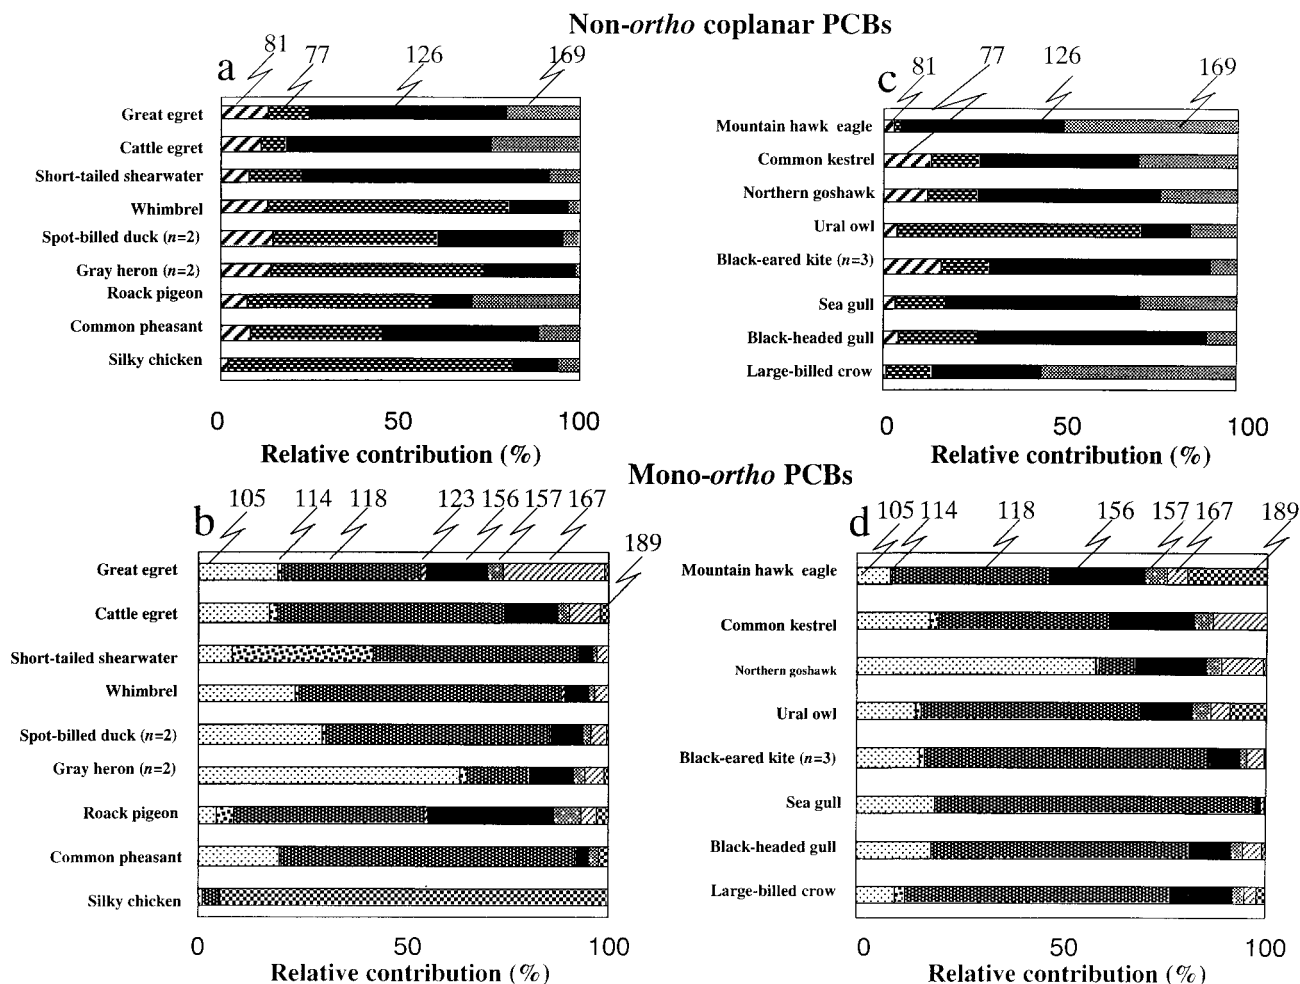 Non-ortho coplanar PCBs
a
81 77 126 169
Great egret
Cattle egret
Short-tailed shearwater
Whimbrel
Spot-billed duck (n=2)
Gray heron (n=2)
Roack pigeon
Common pheasant
Silky chicken
0 50 100
Relative contribution (%)
c
81 77 126 169
Mountain hawk eagle
Common kestrel
Northern goshawk
Ural owl
Black-eared kite (n=3)
Sea gull
Black-headed gull
Large-billed crow
0 50 100
Relative contribution (%)
Mono-ortho PCBs
b
105 114 118 123 156 157 167
189
Great egret
Cattle egret
Short-tailed shearwater
Whimbrel
Spot-billed duck (n=2)
Gray heron (n=2)
Roack pigeon
Common pheasant
Silky chicken
0 50 100
Relative contribution (%)
d
105 114 118 156 157 167 189
Mountain hawk eagle
Common kestrel
Northern goshawk
Ural owl
Black-eared kite (n=3)
Sea gull
Black-headed gull
Large-billed crow
0 50 100
Relative contribution (%)